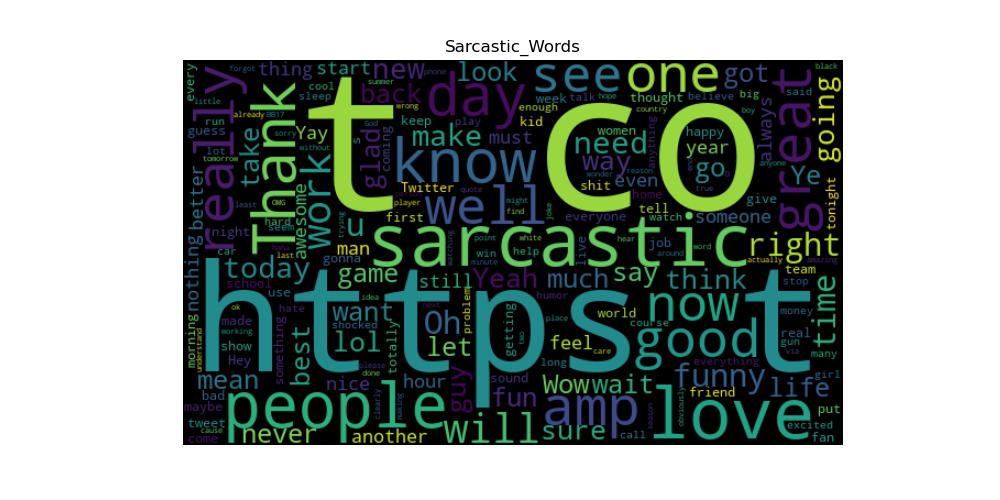 Sarcastic_Words
every
forgot
thing
start
new
look
see
one
got
great
black
little
cool
summer
phone
back
day
week
talk
hope
thought
believe
big
said
boy
going
really
already
BB17
sleep
t co
wrong
enough
kid
country
always
run
sorry
Thank
God
keep
play
make
must
women
happy
guess
Yay
without
s
coming
need
anything
year
lot
take
work
glad
know
way
reason
anyone
tomorrow
wonder
go
better
awesome
Twitter
quote
shit
even
home
true
Ye
tonight
least
OMG
player
might
find
joke
tell
give
hard
u
first
well
everyone
watch
someone
nothing
night
seem
trying
man
watching
point
white
sarcastic
hear
job
word
right
car
haha
last
gonna
win
help
live
around
actually
amazing
today
game
still
Yeah
minute
much
say
think
team
time
school
https t
morning
use
idea
problem
next
humor
world
now
stop
understand
ok
made
hate
want
Oh
getting
place
course
good
money
working
something
shocked
real
show
lol
let
omg
feel
gun
via
many
Hey
best
totally
please
long
care
everything
mean
nice
hour
guy
sound
Wow
wait
funny
life
girl
bad
done
fun
friend
maybe
people
clearly
amp
season
love
obviously
put
tweet
making
excited
cause
never
will
sure
call
fan
come
another